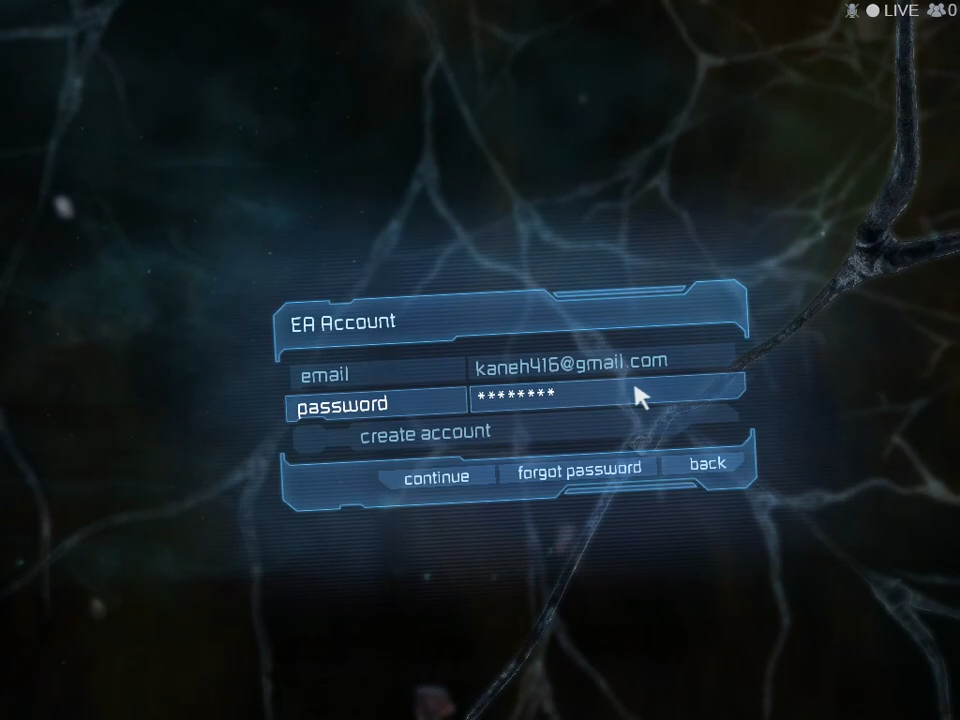 LIVE 0
EA Account
email kaneh416@gmail.com
password ********
create account
continue forgot password back